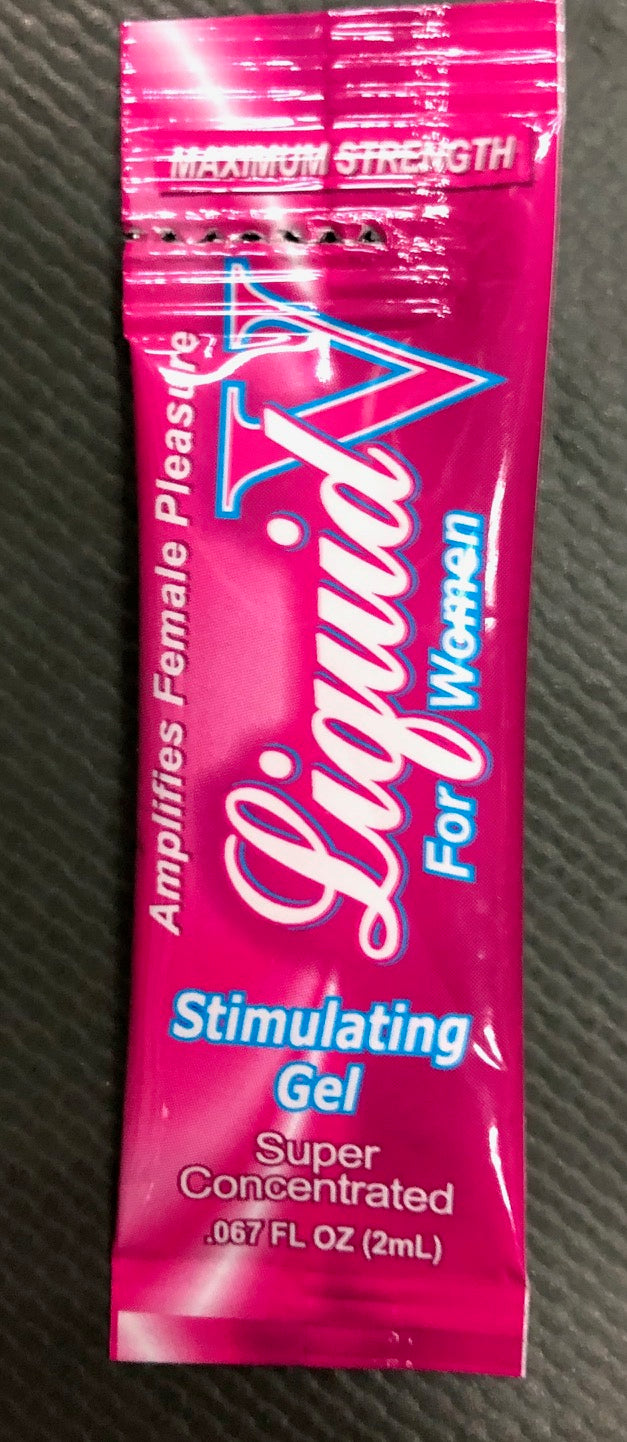 MAXIMUM STRENGTH
Amplifies Female Pleasure
Liquid V
For Women
Stimulating
Gel
Super
Concentrated
.067 FL OZ (2mL)